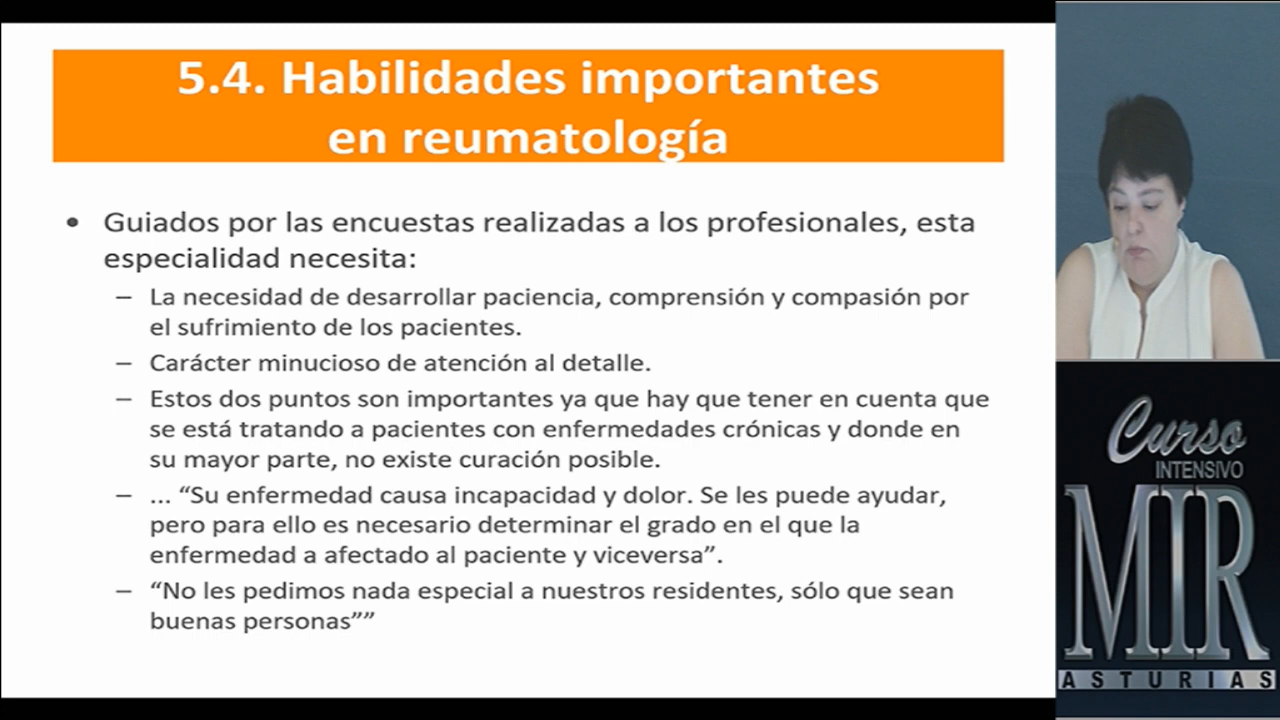 5.4. Habilidades importantes
en reumatología
• Guiados por las encuestas realizadas a los profesionales, esta
especialidad necesita:
– La necesidad de desarrollar paciencia, comprensión y compasión por
el sufrimiento de los pacientes.
– Carácter minucioso de atención al detalle.
– Estos dos puntos son importantes ya que hay que tener en cuenta que
se está tratando a pacientes con enfermedades crónicas y donde en
su mayor parte, no existe curación posible.
– ... “Su enfermedad causa incapacidad y dolor. Se les puede ayudar,
pero para ello es necesario determinar el grado en el que la
enfermedad a afectado al paciente y viceversa”.
– “No les pedimos nada especial a nuestros residentes, sólo que sean
buenas personas””
Curso
INTENSIVO
MIR
ASTURIAS